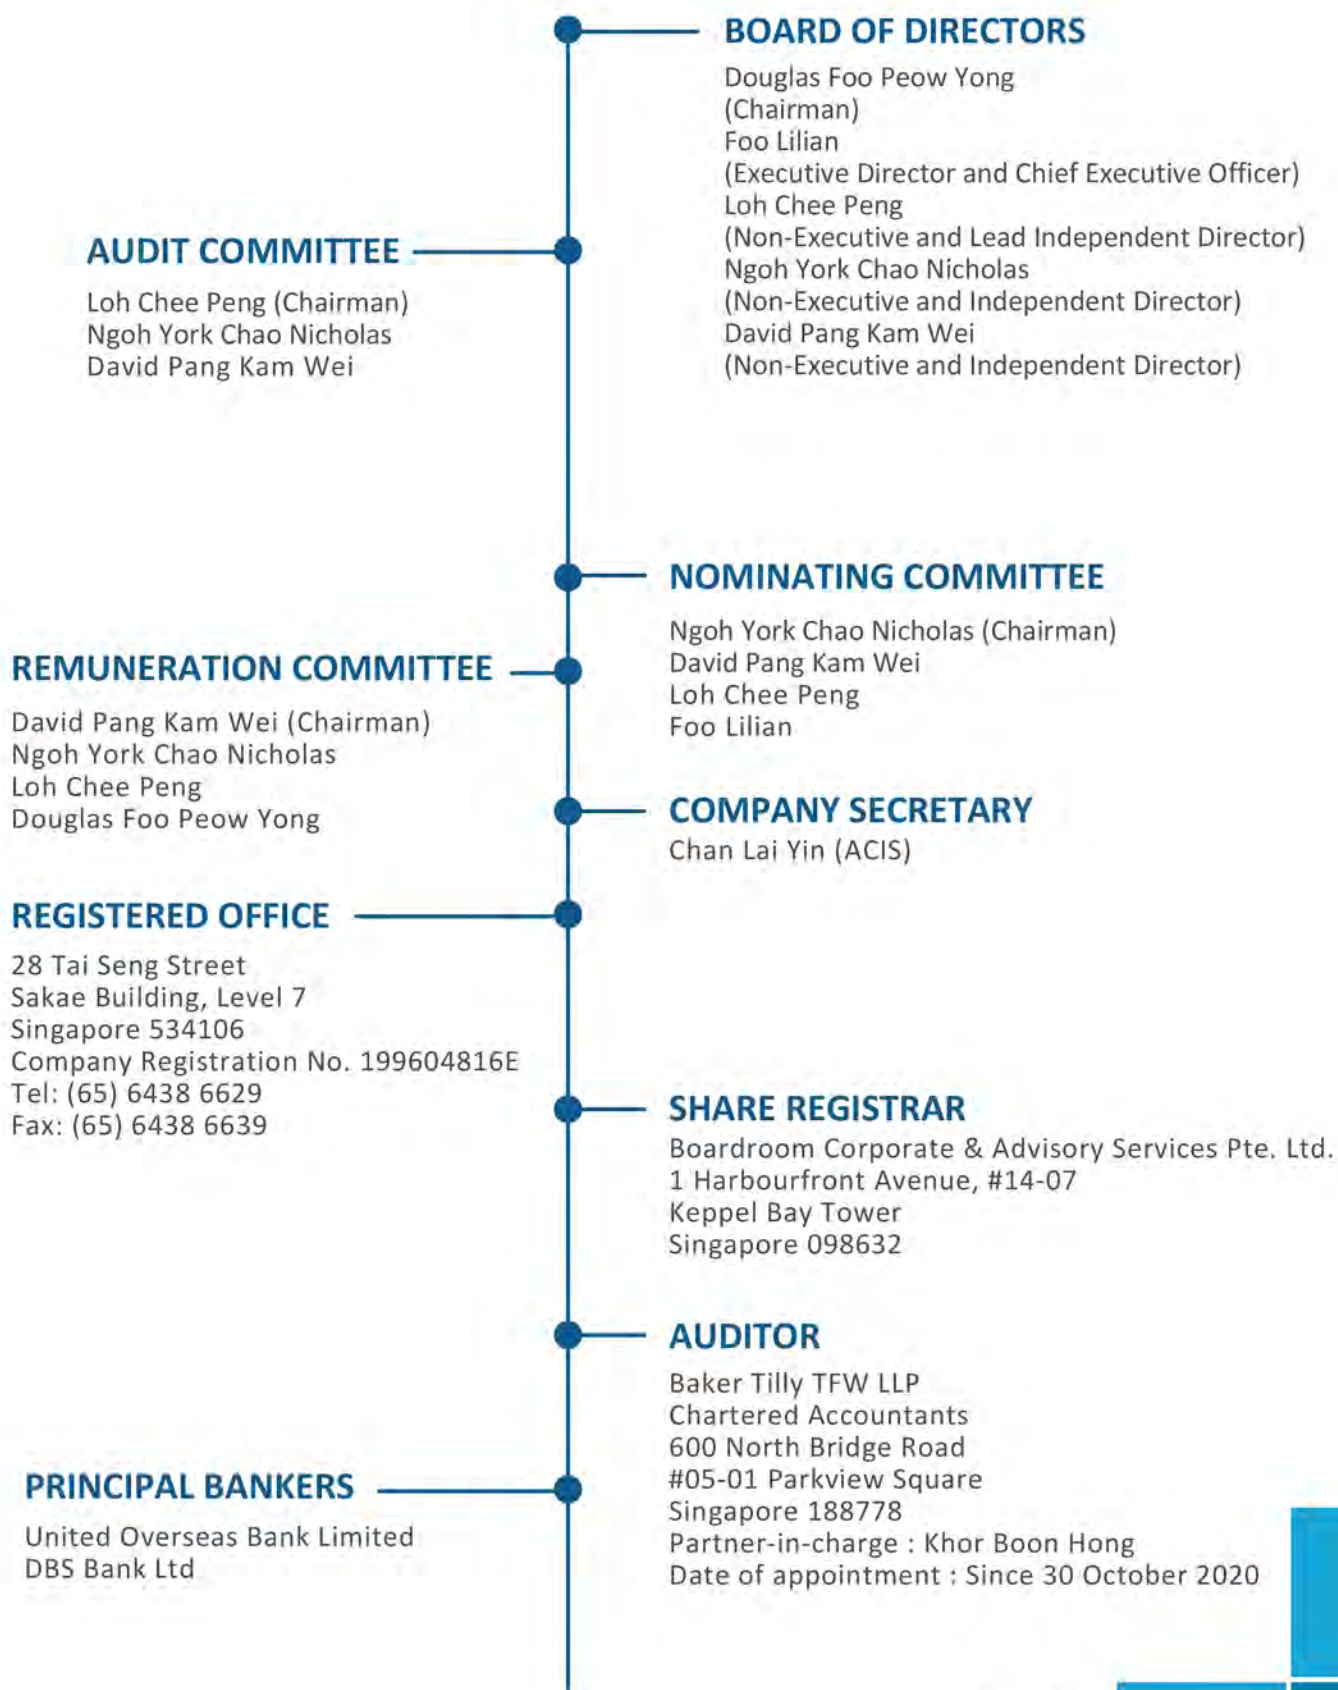 BOARD OF DIRECTORS
Douglas Foo Peow Yong
(Chairman)
Foo Lilian
(Executive Director and Chief Executive Officer)
Loh Chee Peng
(Non-Executive and Lead Independent Director)
Ngoh York Chao Nicholas
(Non-Executive and Independent Director)
David Pang Kam Wei
(Non-Executive and Independent Director)
AUDIT COMMITTEE
Loh Chee Peng (Chairman)
Ngoh York Chao Nicholas
David Pang Kam Wei
NOMINATING COMMITTEE
Ngoh York Chao Nicholas (Chairman)
David Pang Kam Wei
Loh Chee Peng
Foo Lilian
REMUNERATION COMMITTEE
David Pang Kam Wei (Chairman)
Ngoh York Chao Nicholas
Loh Chee Peng
Douglas Foo Peow Yong
COMPANY SECRETARY
Chan Lai Yin (ACIS)
REGISTERED OFFICE
28 Tai Seng Street
Sakae Building, Level 7
Singapore 534106
Company Registration No. 199604816E
Tel: (65) 6438 6629
Fax: (65) 6438 6639
SHARE REGISTRAR
Boardroom Corporate & Advisory Services Pte. Ltd.
1 Harbourfront Avenue, #14-07
Keppel Bay Tower
Singapore 098632
AUDITOR
Baker Tilly TFW LLP
Chartered Accountants
600 North Bridge Road
#05-01 Parkview Square
Singapore 188778
Partner-in-charge : Khor Boon Hong
Date of appointment : Since 30 October 2020
PRINCIPAL BANKERS
United Overseas Bank Limited
DBS Bank Ltd